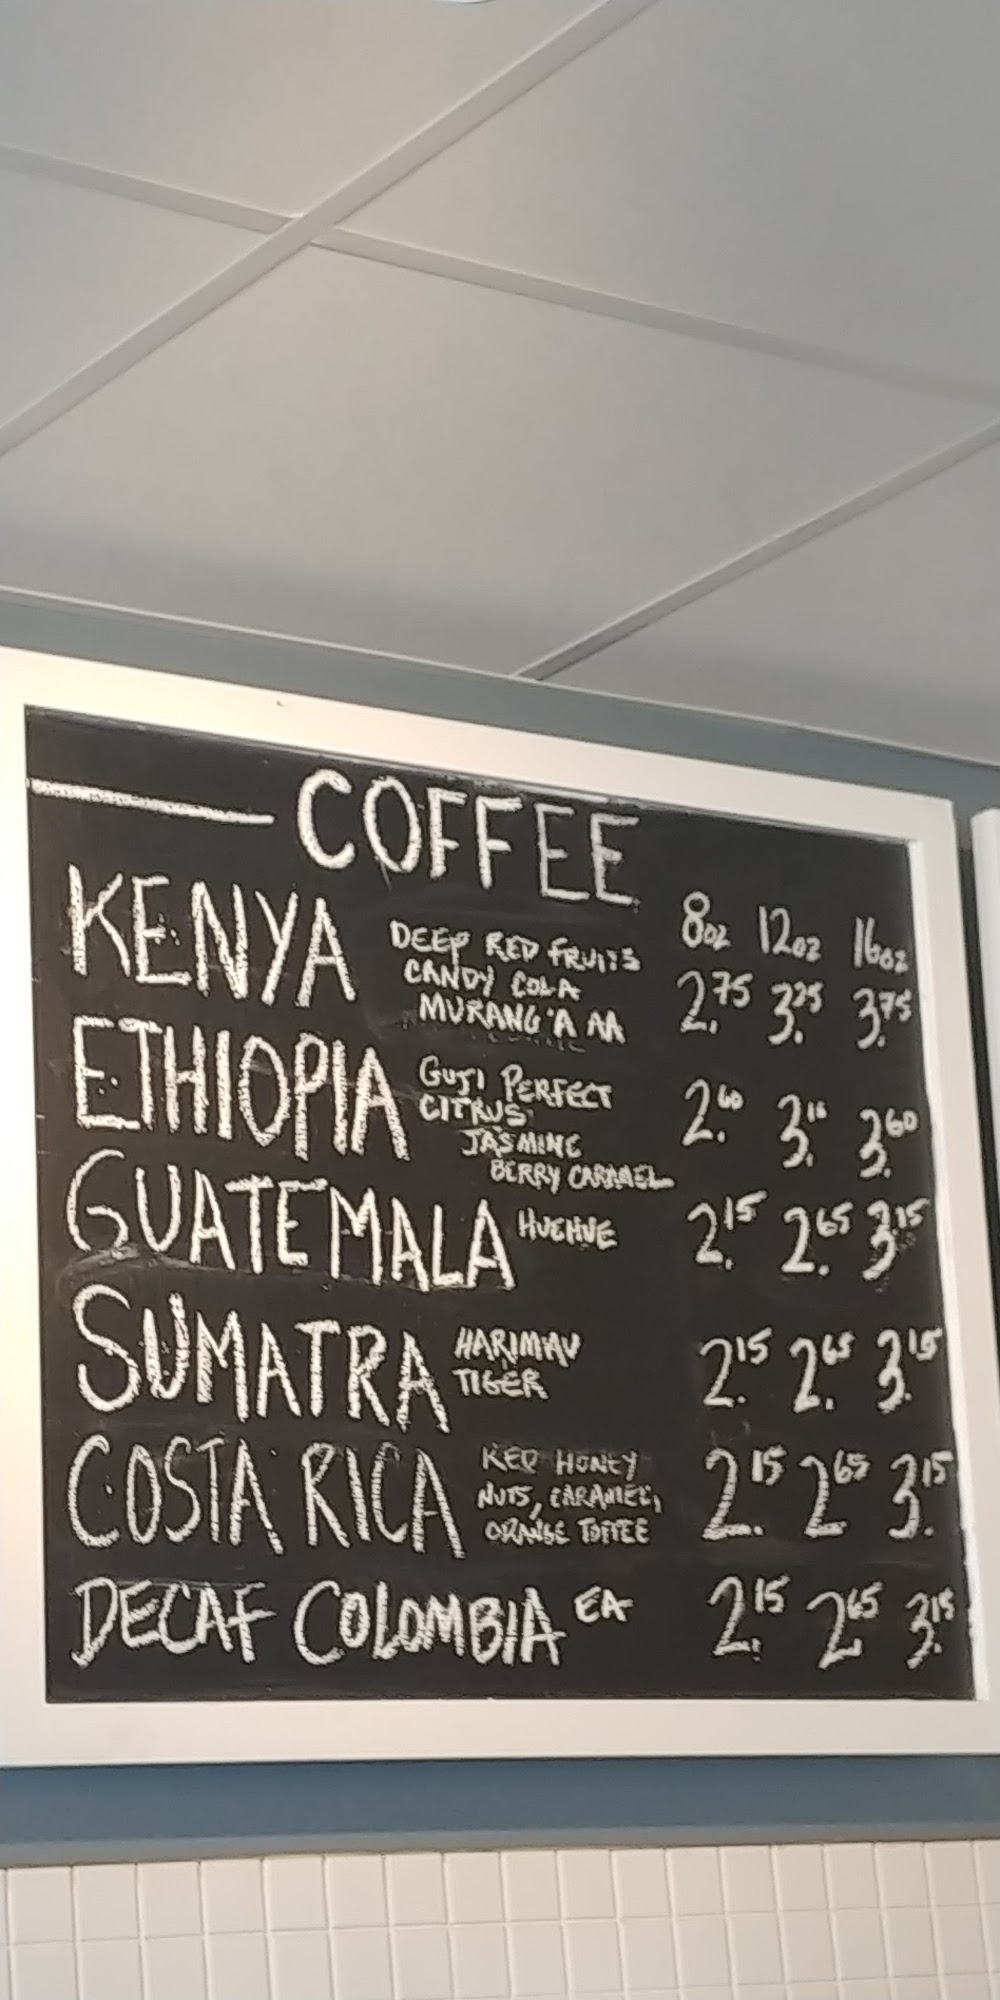 COFFEE
8oz 12oz 16oz
KENYA DEEP RED FRUITS
CANDY COLA
MURANG'A AA
2.75 3.25 3.75
ETHIOPIA GUJI PERFECT
CITRUS
JASMINE
BERRY CARAMEL
2.60 3. 3.60
GUATEMALA HUEHUE 2.15 2.65 3.15
SUMATRA HARIMAU
TIGER
2.15 2.65 3.15
COSTA RICA RED HONEY
NUTS, CARAMEL,
ORANGE TOFFEE
2.15 2.65 3.15
DECAF COLOMBIA EA 2.15 2.65 3.15